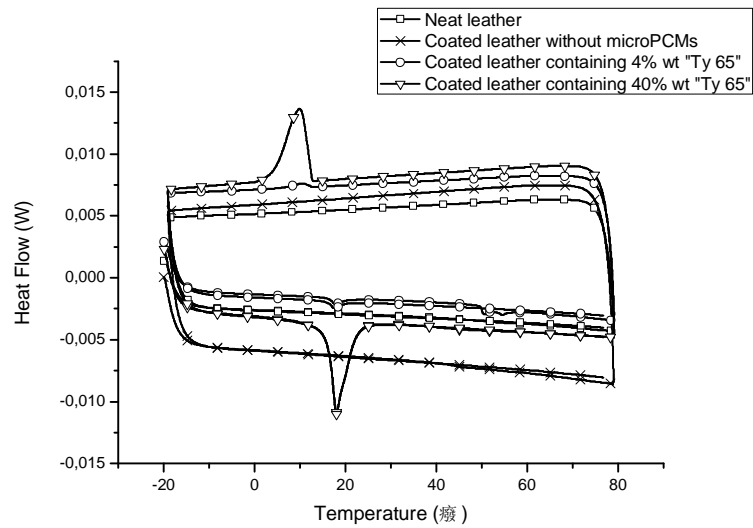 Neat leather
Coated leather without microPCMs
Coated leather containing 4% wt "Ty 65"
Coated leather containing 40% wt "Ty 65"
0,015
0,010
0,005
0,000
-0,005
-0,010
-0,015
Heat Flow (W)
-20 0 20 40 60 80
Temperature (癈)